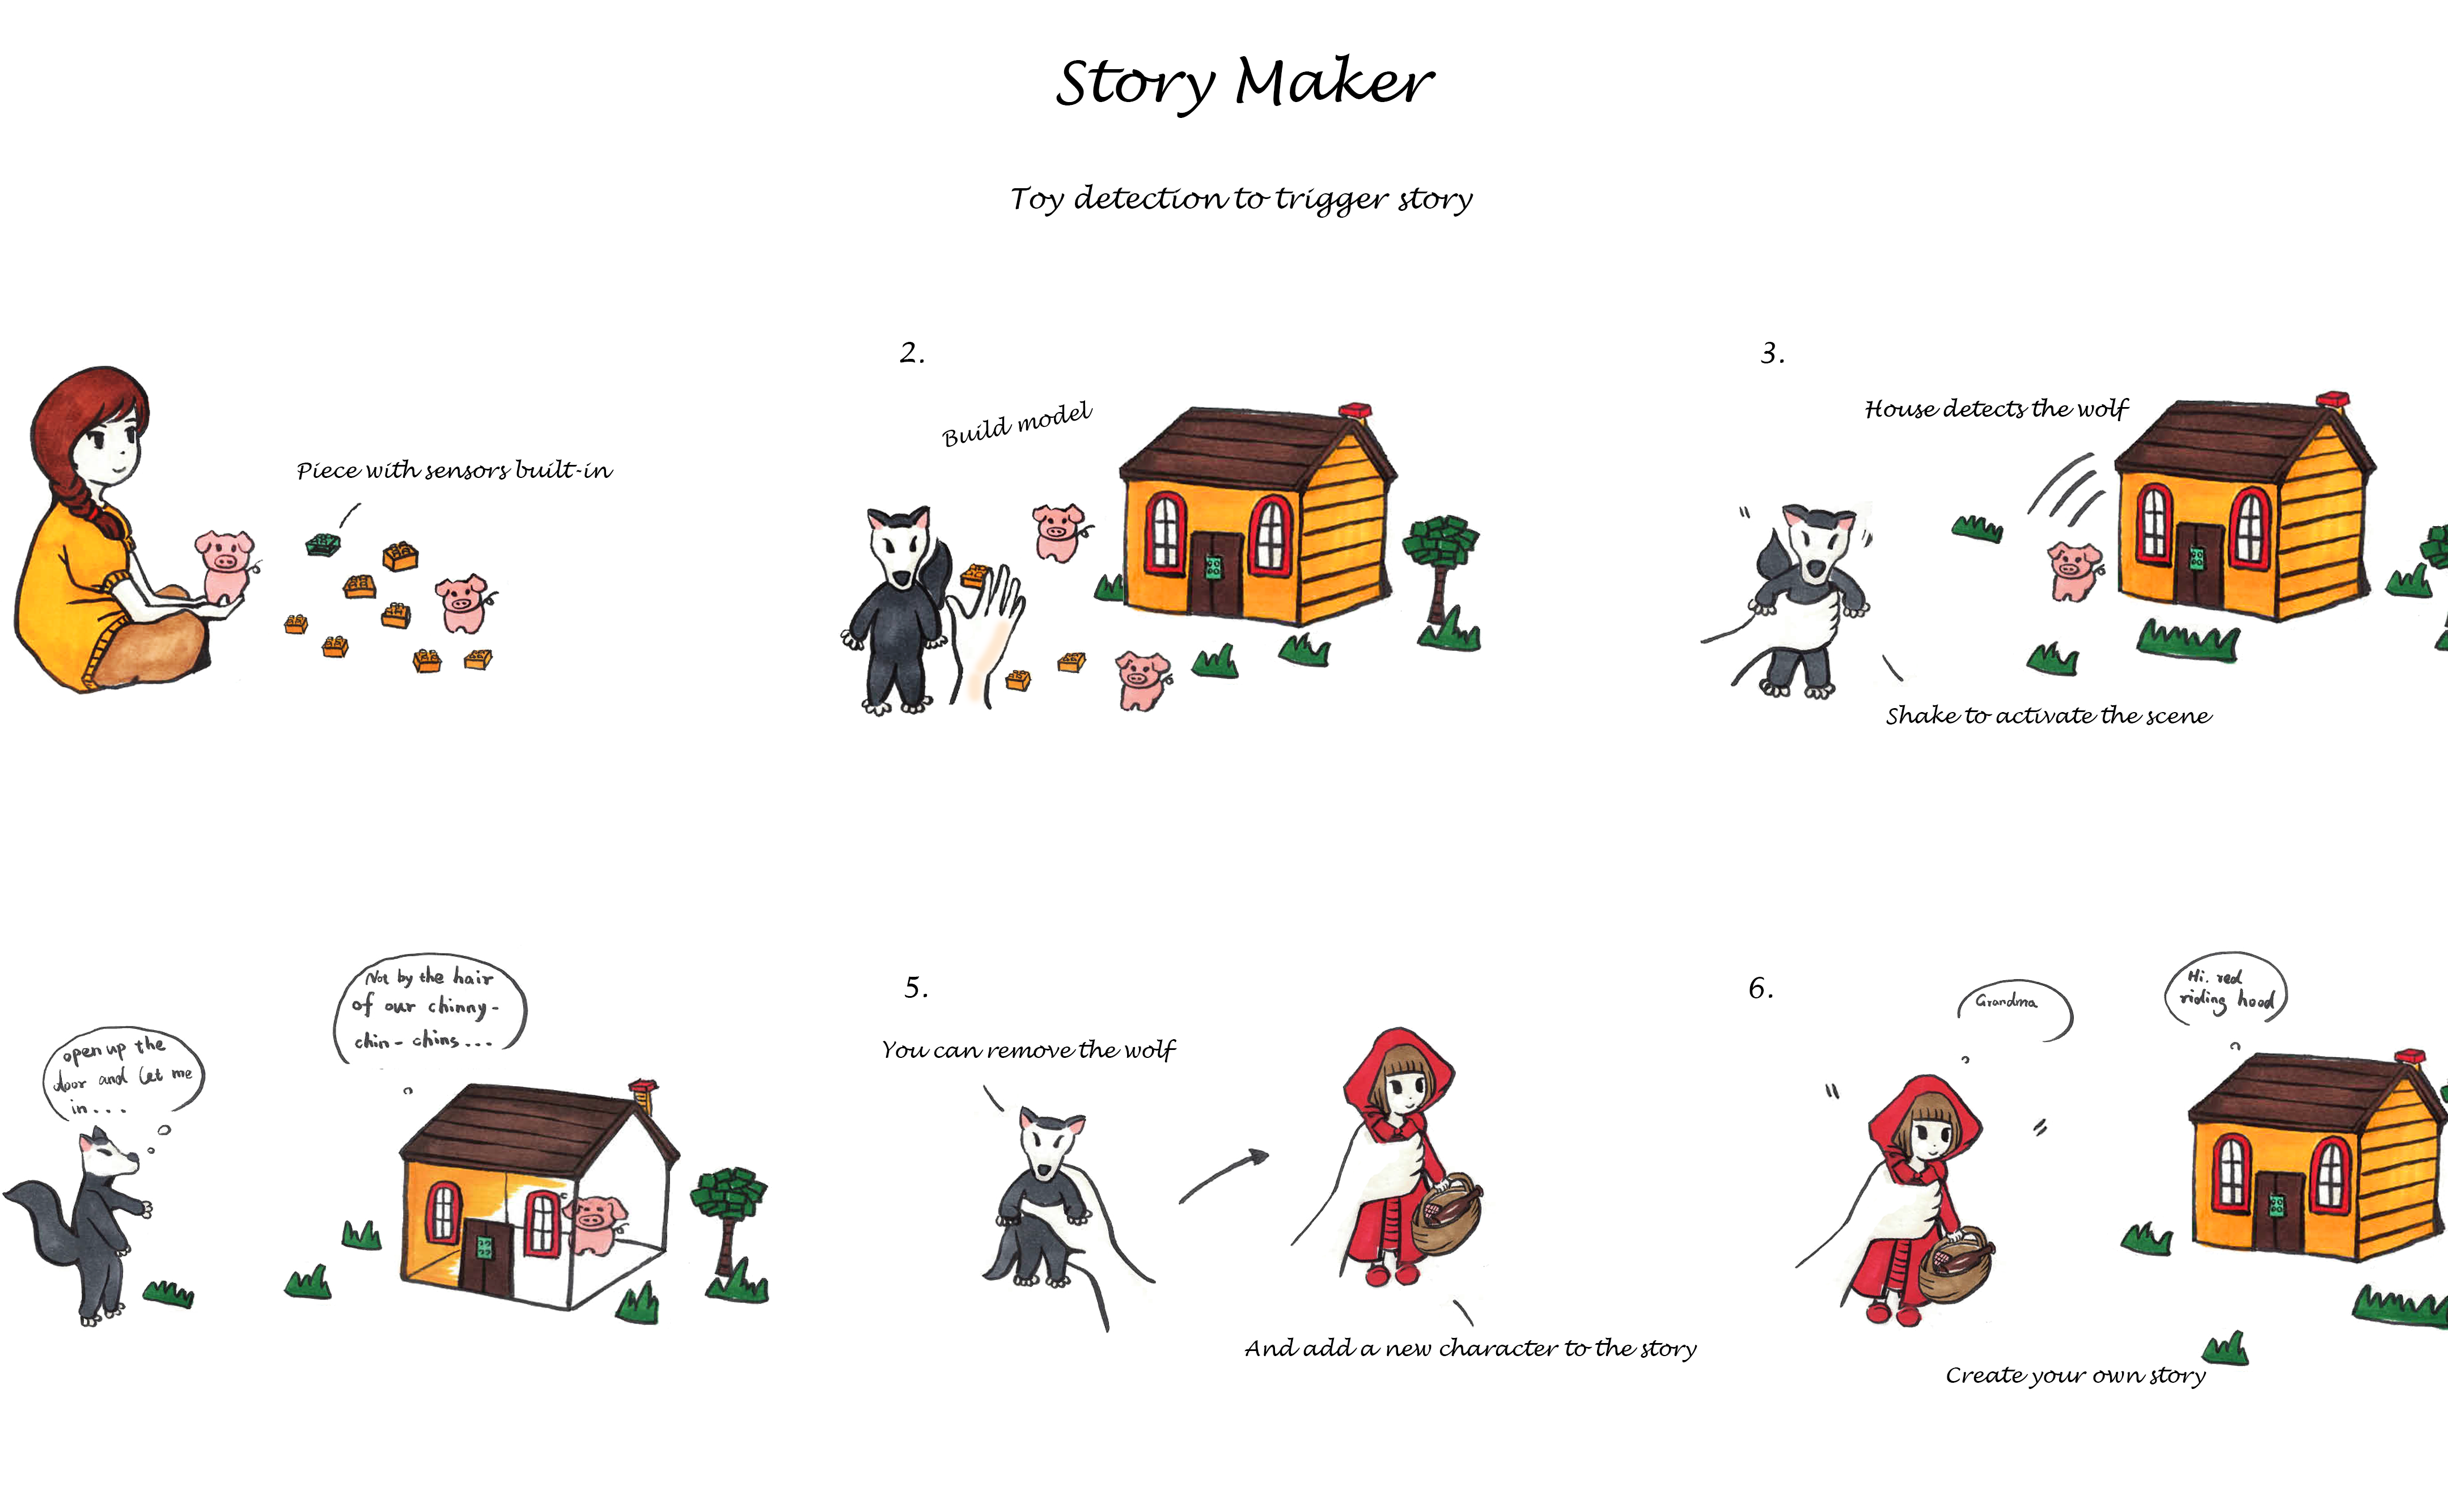 Story Maker
Toy detection to trigger story
Piece with sensors built-in
2.
Build model
3.
House detects the wolf
Shake to activate the scene
open up the
door and let me
in...
Not by the hair
of our chinny-
chin-chins...
5.
You can remove the wolf
And add a new character to the story
6.
Grandma
Hi. red
riding hood
Create your own story